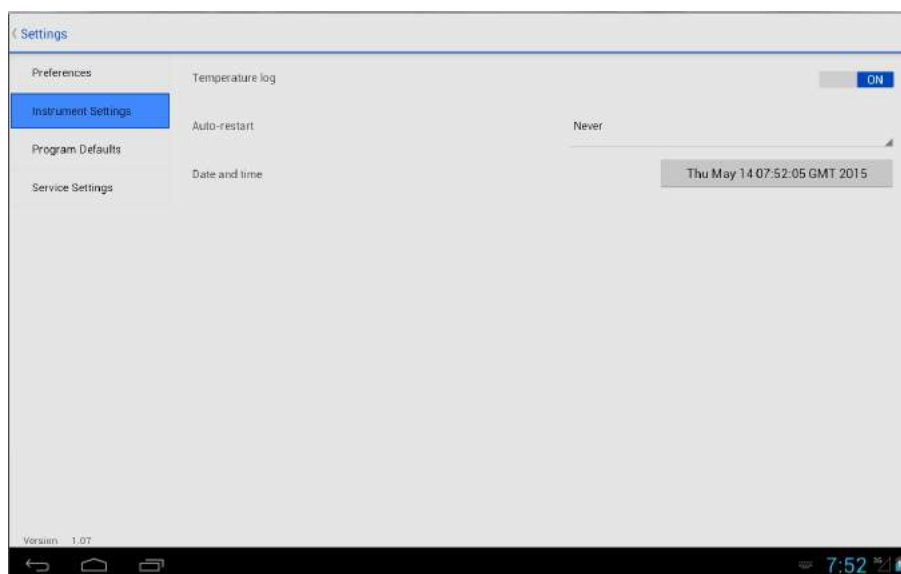 Settings
Preferences
Temperature log
ON
Instrument Settings
Auto-restart
Never
Program Defaults
Date and time
Thu May 14 07:52:05 GMT 2015
Service Settings
Version 1.07
7:52